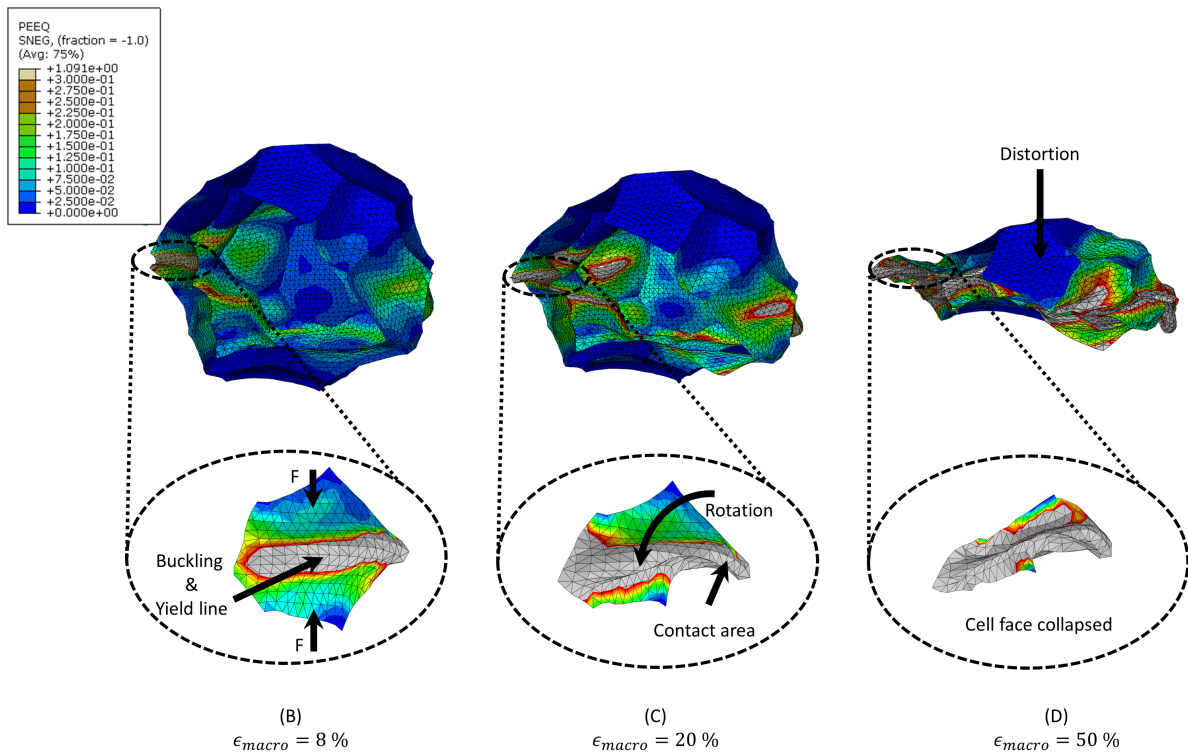 PEEQ
SNEG, (fraction = -1.0)
(Avg: 75%)
+1.091e+00
+3.000e-01
+2.750e-01
+2.500e-01
+2.250e-01
+2.000e-01
+1.750e-01
+1.500e-01
+1.250e-01
+1.000e-01
+7.500e-02
+5.000e-02
+2.500e-02
+0.000e+00
Distortion
F
Buckling
&
Yield line
F
Rotation
Contact area
Cell face collapsed
(B)
ϵmacro = 8 %
(C)
ϵmacro = 20 %
(D)
ϵmacro = 50 %